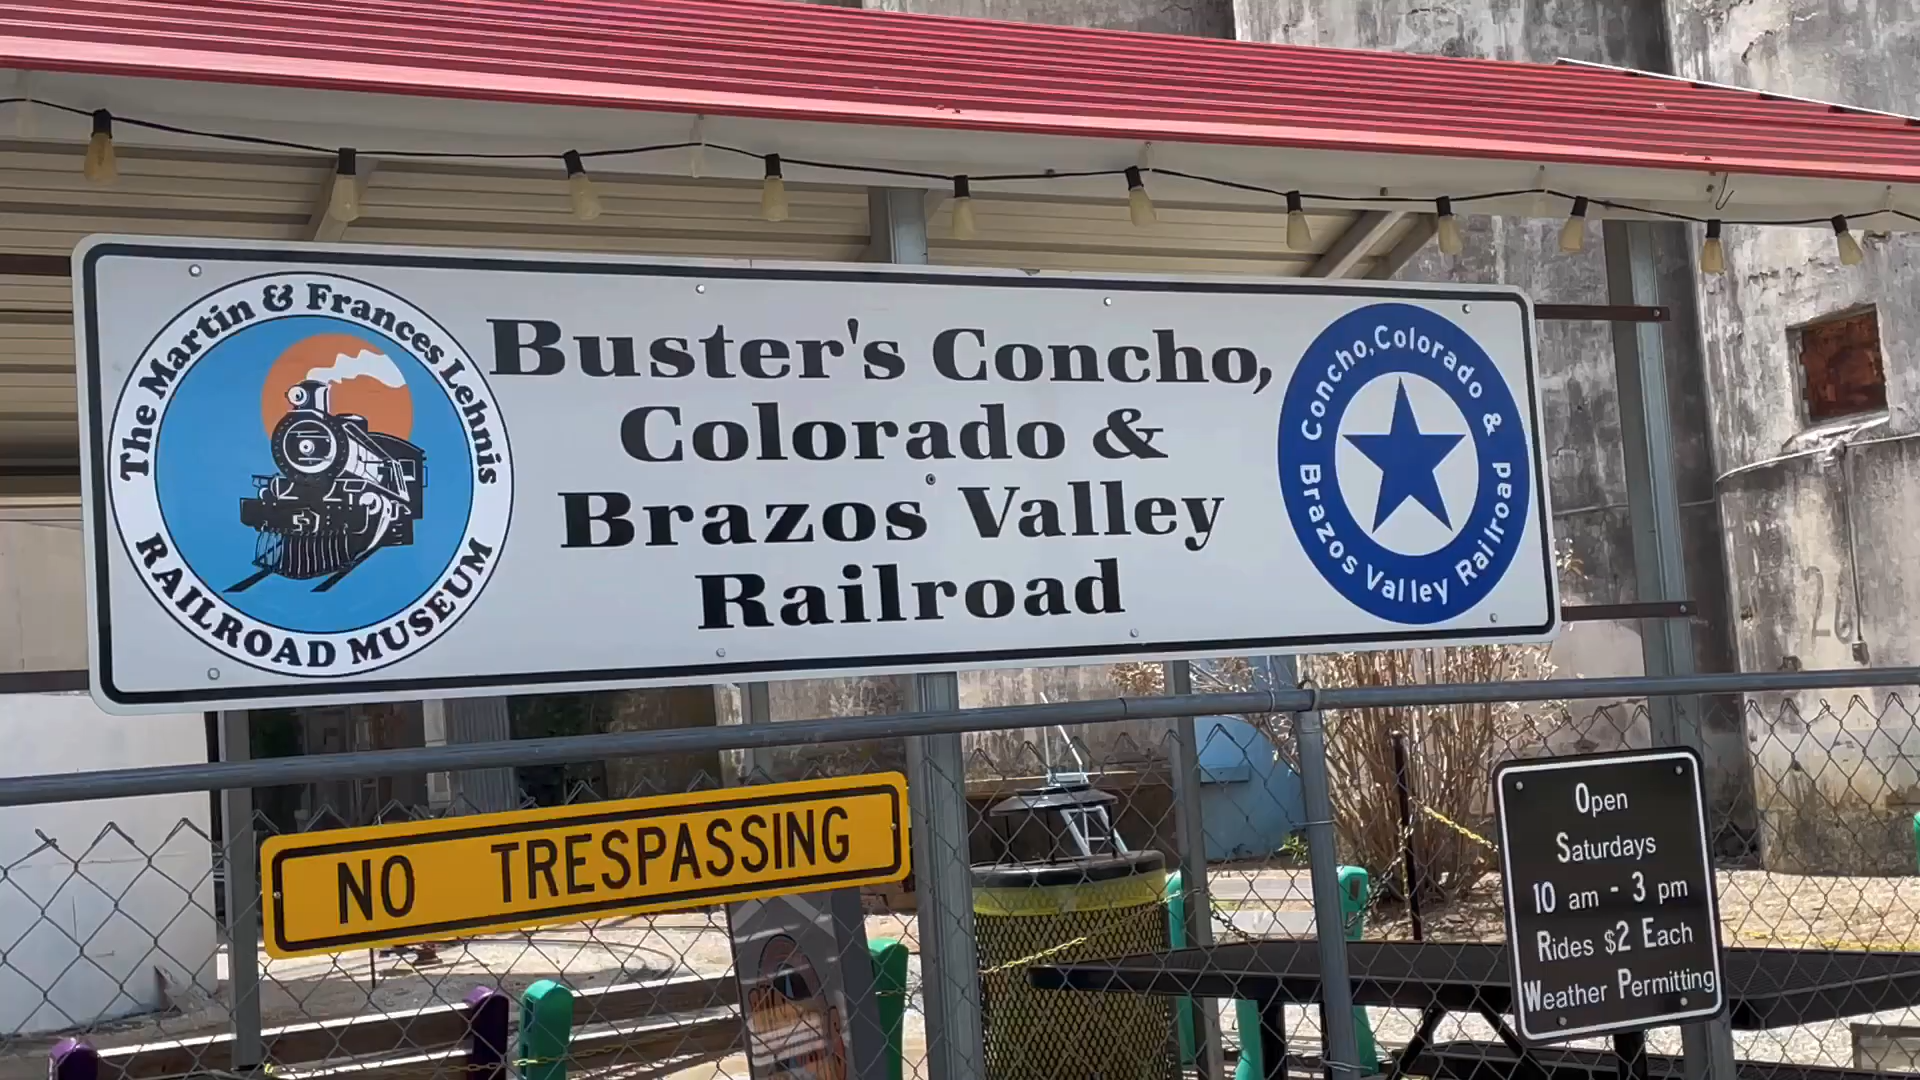 The Martin & Frances Lehnis
RAILROAD MUSEUM
Buster's Concho,
Colorado &
Brazos Valley
Railroad
Concho, Colorado &
Brazos Valley Railroad
NO TRESPASSING
Open
Saturdays
10 am - 3 pm
Rides $2 Each
Weather Permitting
26